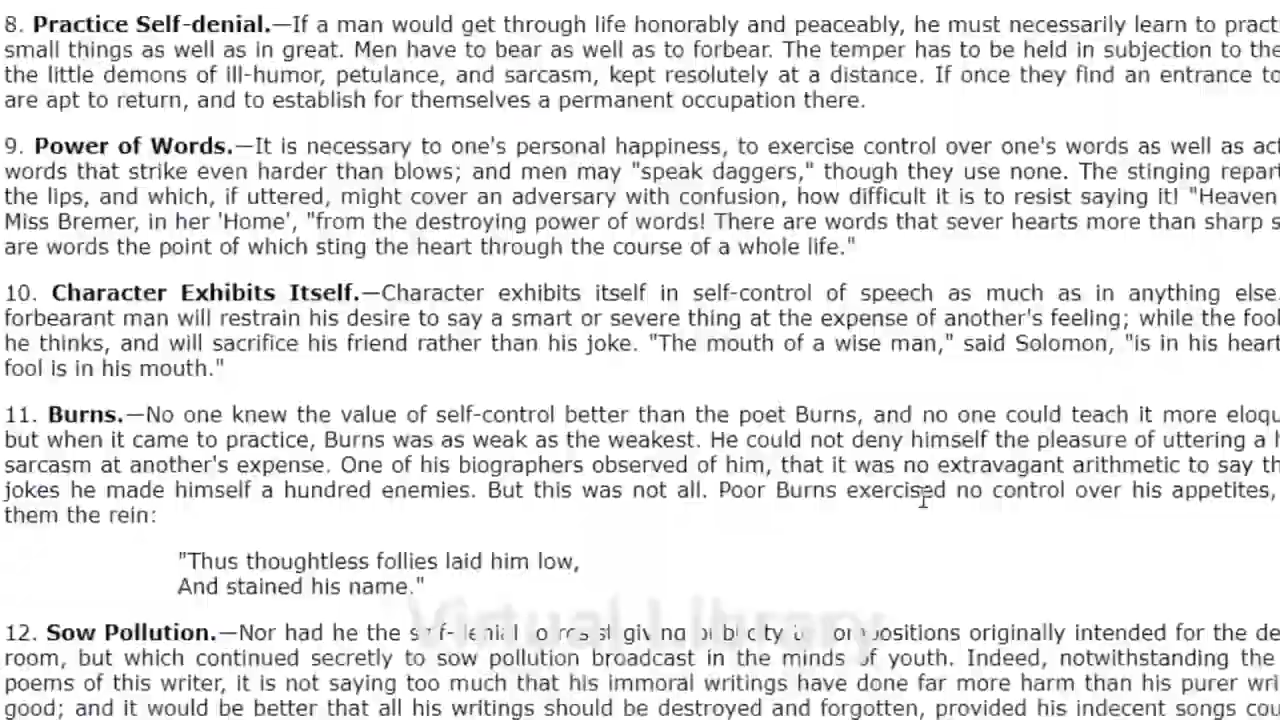 8. Practice Self-denial.—If a man would get through life honorably and peaceably, he must necessarily learn to pract
small things as well as in great. Men have to bear as well as to forbear. The temper has to be held in subjection to the
the little demons of ill-humor, petulance, and sarcasm, kept resolutely at a distance. If once they find an entrance to
are apt to return, and to establish for themselves a permanent occupation there.
9. Power of Words.—It is necessary to one's personal happiness, to exercise control over one's words as well as act
words that strike even harder than blows; and men may "speak daggers," though they use none. The stinging repart
the lips, and which, if uttered, might cover an adversary with confusion, how difficult it is to resist saying it! "Heaven
Miss Bremer, in her 'Home', "from the destroying power of words! There are words that sever hearts more than sharp s
are words the point of which sting the heart through the course of a whole life."
10. Character Exhibits Itself.—Character exhibits itself in self-control of speech as much as in anything else.
forbearant man will restrain his desire to say a smart or severe thing at the expense of another's feeling; while the fool
he thinks, and will sacrifice his friend rather than his joke. "The mouth of a wise man," said Solomon, "is in his heart
fool is in his mouth."
11. Burns.—No one knew the value of self-control better than the poet Burns, and no one could teach it more eloqu
but when it came to practice, Burns was as weak as the weakest. He could not deny himself the pleasure of uttering a
sarcasm at another's expense. One of his biographers observed of him, that it was no extravagant arithmetic to say th
jokes he made himself a hundred enemies. But this was not all. Poor Burns exercised no control over his appetites,
them the rein:
"Thus thoughtless follies laid him low,
And stained his name."
12. Sow Pollution.—Nor had he the self-denial to resist giving publicity to compositions originally intended for the de
room, but which continued secretly to sow pollution broadcast in the minds of youth. Indeed, notwithstanding the
poems of this writer, it is not saying too much that his immoral writings have done far more harm than his purer wri
good; and it would be better that all his writings should be destroyed and forgotten, provided his indecent songs cou
Virtual Library